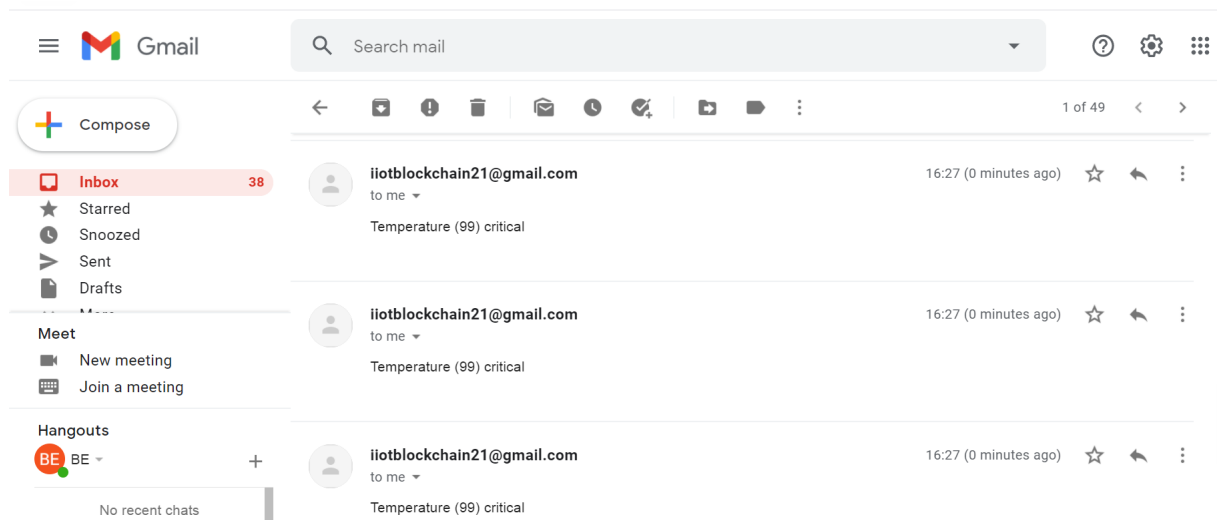 Gmail
Search mail
Compose
1 of 49
Inbox 38
Starred
Snoozed
Sent
Drafts
Meet
New meeting
Join a meeting
Hangouts
BE BE
No recent chats
iiotblockchain21@gmail.com 16:27 (0 minutes ago)
to me
Temperature (99) critical
iiotblockchain21@gmail.com 16:27 (0 minutes ago)
to me
Temperature (99) critical
iiotblockchain21@gmail.com 16:27 (0 minutes ago)
to me
Temperature (99) critical